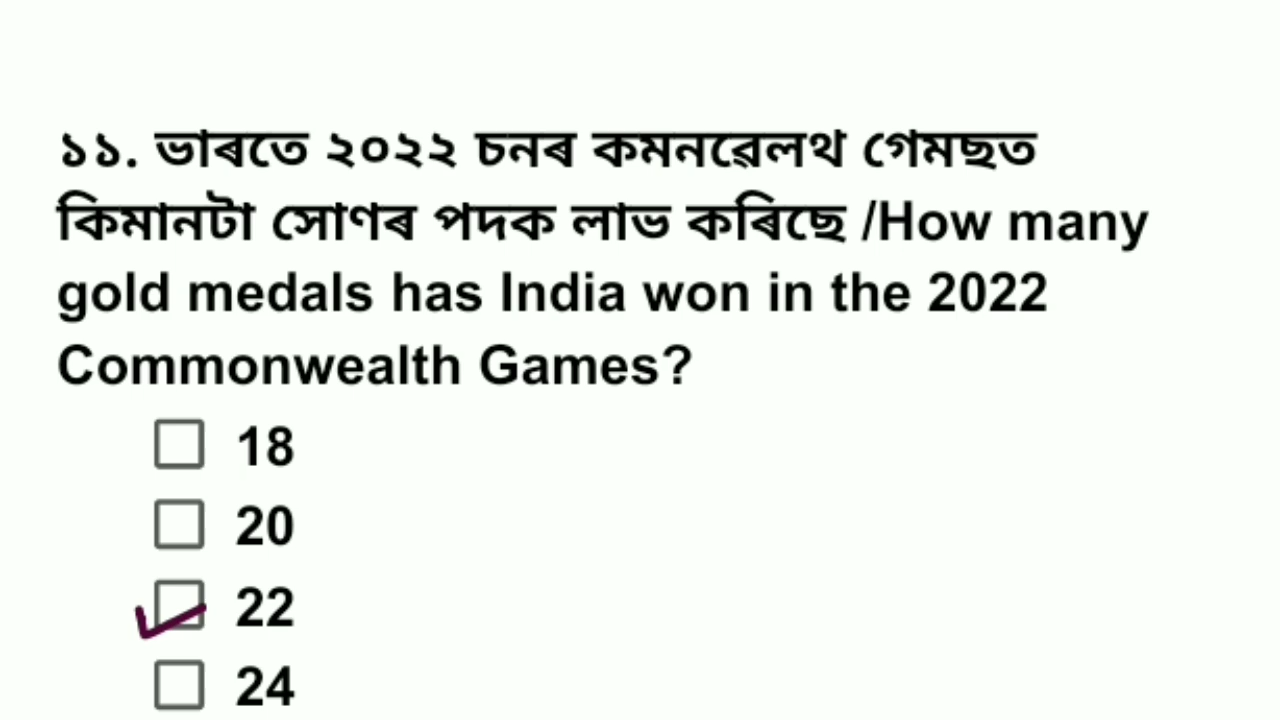 ১১. ভাৰতে ২০২২ চনৰ কমনৱেলথ গেমছত
কিমানটা সোণৰ পদক লাভ কৰিছে /How many
gold medals has India won in the 2022
Commonwealth Games?
18
20
22
24